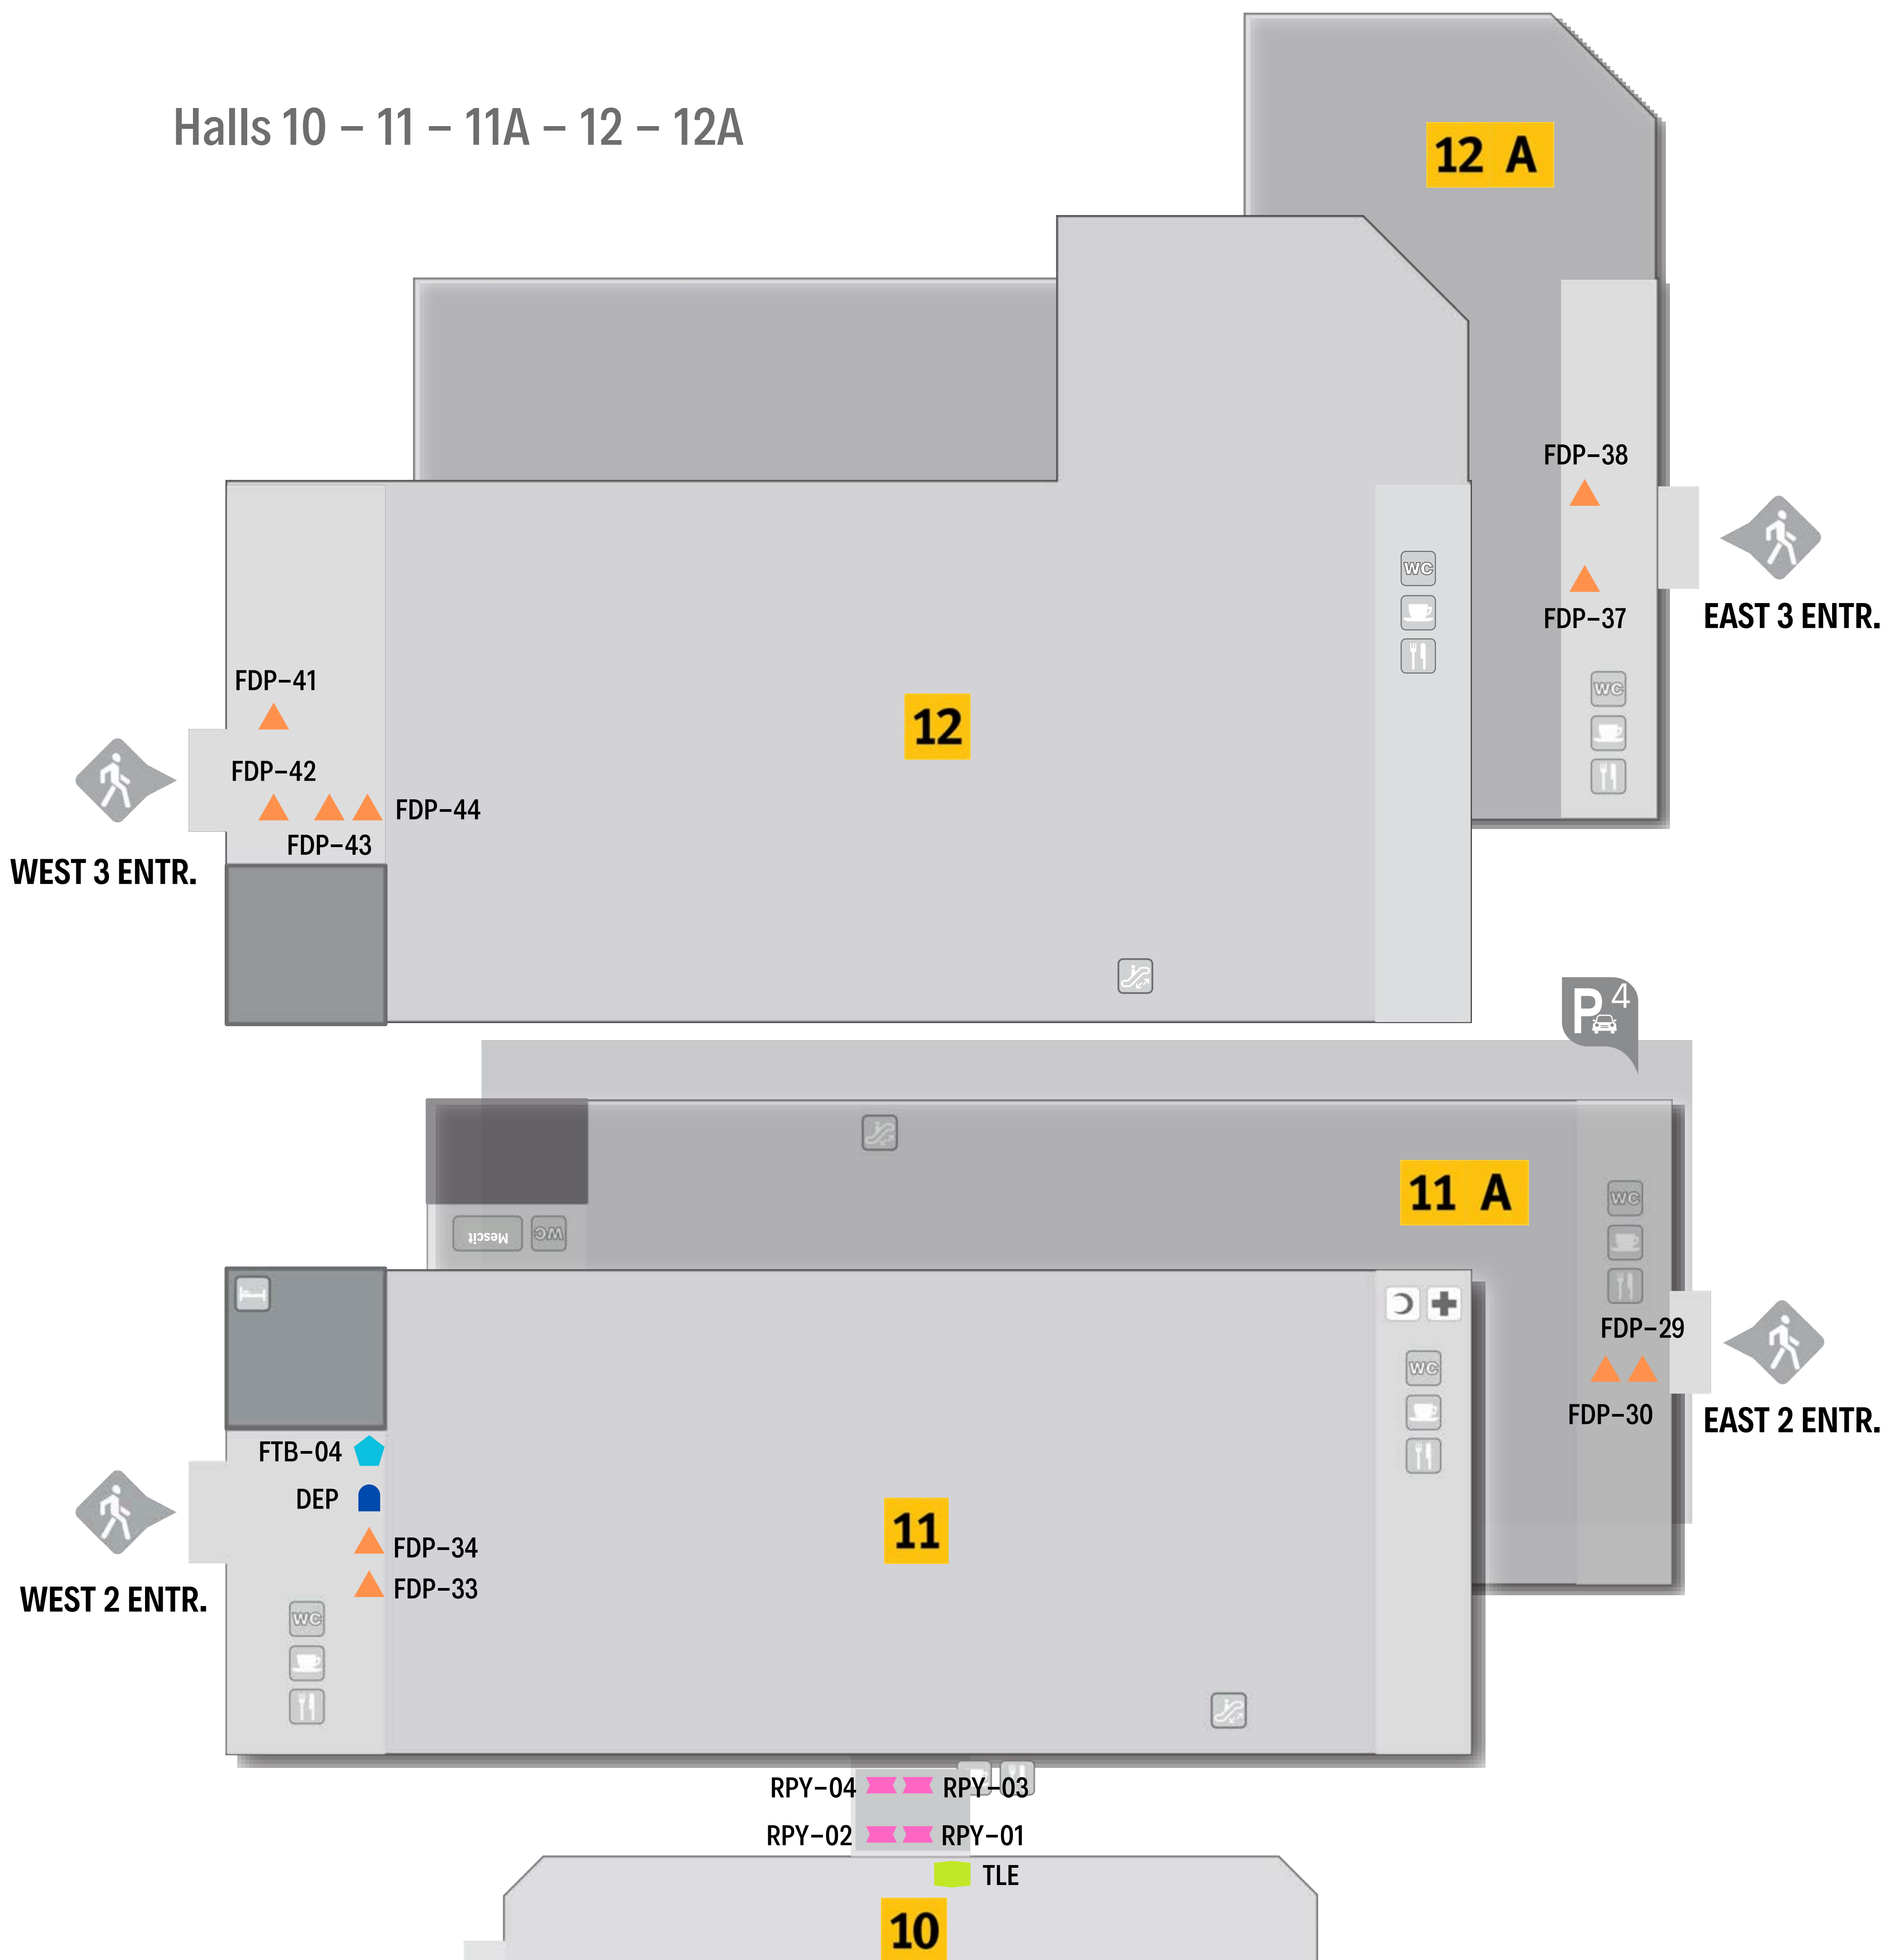 Halls 10 – 11 – 11A – 12 – 12A
12 A
FDP–38
FDP–37
EAST 3 ENTR.
WC
WC
12
FDP–41
FDP–42
FDP–44
FDP–43
WEST 3 ENTR.
P 4
11 A
WC
Mescit
WC
FDP–29
FDP–30
EAST 2 ENTR.
WC
FTB–04
DEP
FDP–34
FDP–33
11
WEST 2 ENTR.
WC
RPY–04
RPY–03
RPY–02
RPY–01
TLE
10